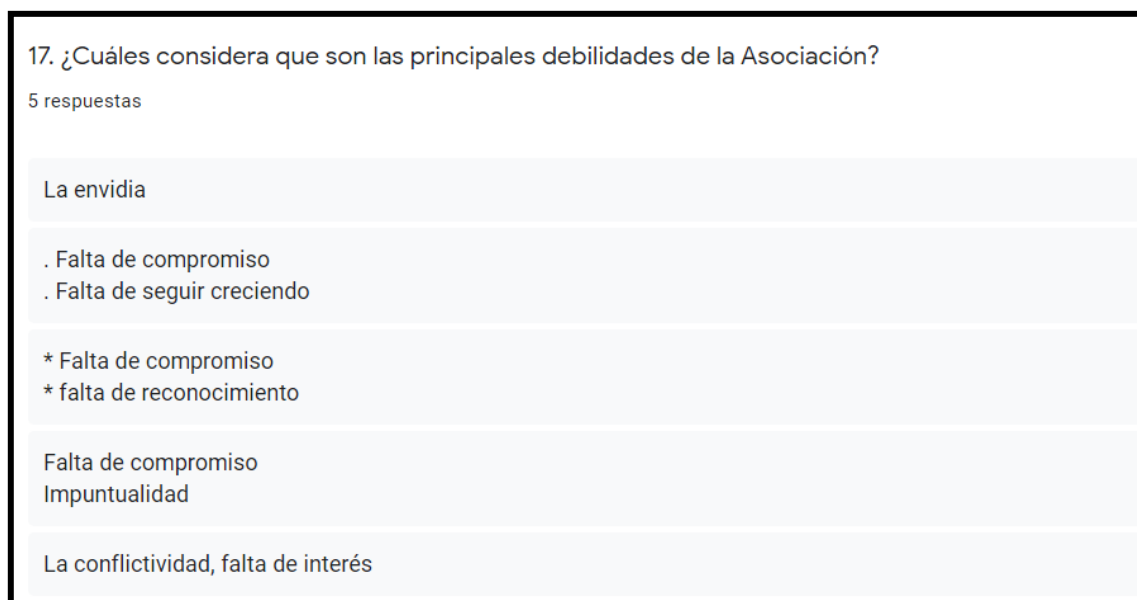 17. ¿Cuáles considera que son las principales debilidades de la Asociación?
5 respuestas
La envidia
. Falta de compromiso
. Falta de seguir creciendo
* Falta de compromiso
* falta de reconocimiento
Falta de compromiso
Impuntualidad
La conflictividad, falta de interés